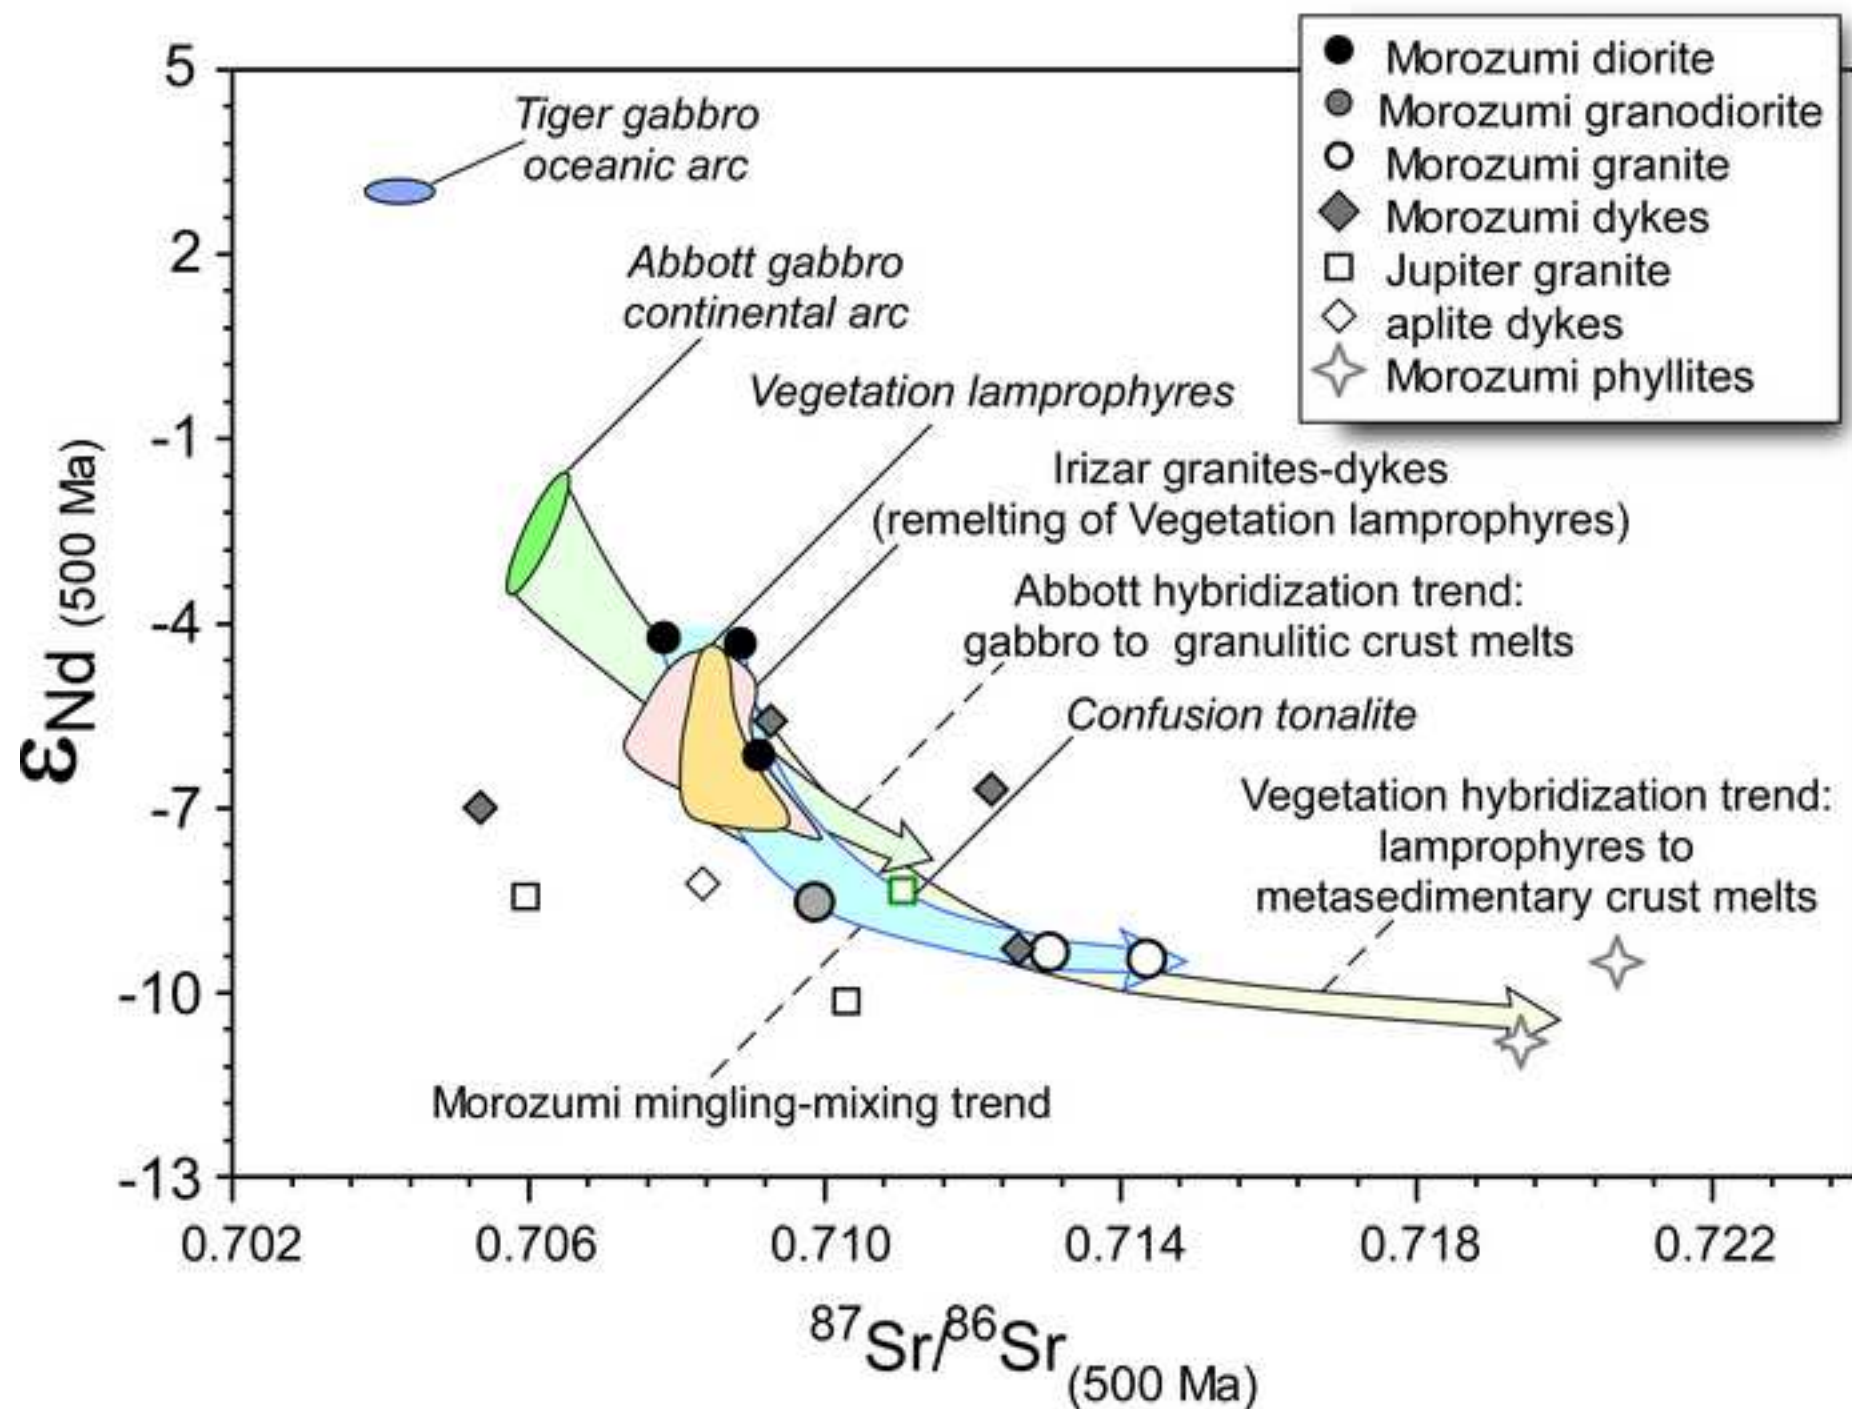 5
2
-1
-4
-7
-10
-13
εNd (500 Ma)
0.702
0.706
0.710
0.714
0.718
0.722
87Sr/86Sr(500 Ma)
Morozumi diorite
Morozumi granodiorite
Morozumi granite
Morozumi dykes
Jupiter granite
aplite dykes
Morozumi phyllites
Tiger gabbro
oceanic arc
Abbott gabbro
continental arc
Vegetation lamprophyres
Irizar granites-dykes
(remelting of Vegetation lamprophyres)
Abbott hybridization trend:
gabbro to granulitic crust melts
Confusion tonalite
Vegetation hybridization trend:
lamprophyres to
metasedimentary crust melts
Morozumi mingling-mixing trend